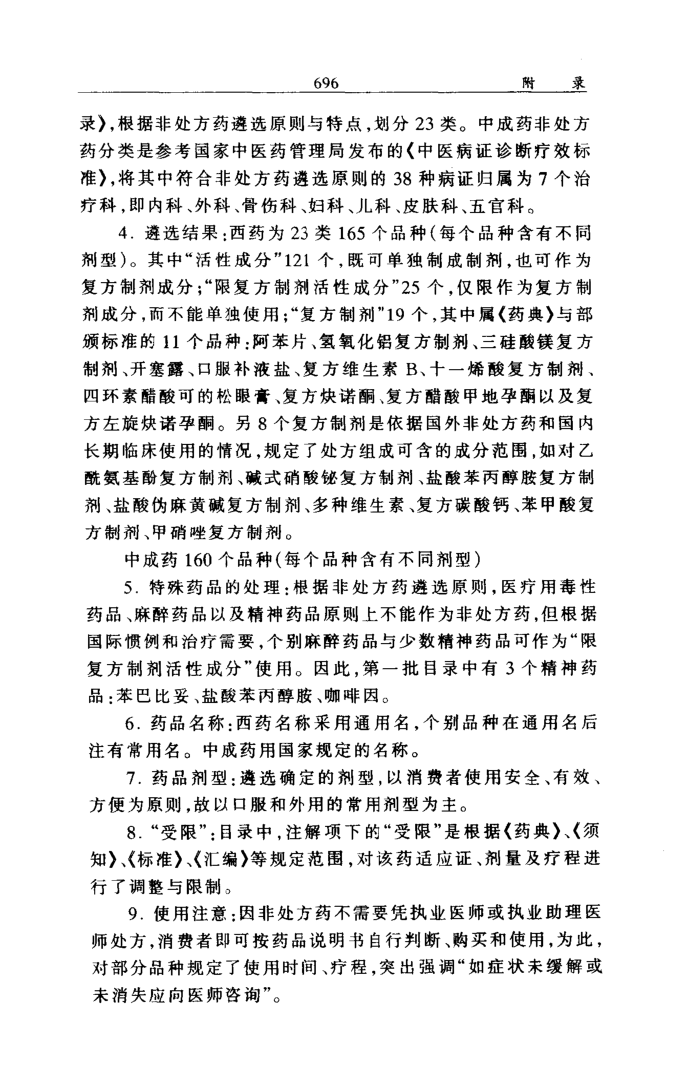 696 附 录
录》,根据非处方药遴选原则与特点,划分 23 类。中成药非处方
药分类是参考国家中医药管理局发布的《中医病证诊断疗效标
准》,将其中符合非处方药遴选原则的 38 种病证归属为 7 个治
疗科,即内科、外科、骨伤科、妇科、儿科、皮肤科、五官科。
4. 遴选结果:西药为 23 类 165 个品种(每个品种含有不同
剂型)。其中“活性成分”121 个,既可单独制成制剂,也可作为
复方制剂成分;“限复方制剂活性成分”25 个,仅限作为复方制
剂成分,而不能单独使用;“复方制剂”19 个,其中属《药典》与部
颁标准的 11 个品种:阿苯片、氢氧化铝复方制剂、三硅酸镁复方
制剂、开塞露、口服补液盐、复方维生素 B、十一烯酸复方制剂、
四环素醋酸可的松眼膏、复方炔诺酮、复方醋酸甲地孕酮以及复
方左旋炔诺孕酮。另 8 个复方制剂是依据国外非处方药和国内
长期临床使用的情况,规定了处方组成可含的成分范围,如对乙
酰氨基酚复方制剂、碱式硝酸铋复方制剂、盐酸苯丙醇胺复方制
剂、盐酸伪麻黄碱复方制剂、多种维生素、复方碳酸钙、苯甲酸复
方制剂、甲硝唑复方制剂。
中成药 160 个品种(每个品种含有不同剂型)
5. 特殊药品的处理:根据非处方药遴选原则,医疗用毒性
药品、麻醉药品以及精神药品原则上不能作为非处方药,但根据
国际惯例和治疗需要,个别麻醉药品与少数精神药品可作为“限
复方制剂活性成分”使用。因此,第一批目录中有 3 个精神药
品:苯巴比妥、盐酸苯丙醇胺、咖啡因。
6. 药品名称:西药名称采用通用名,个别品种在通用名后
注有常用名。中成药用国家规定的名称。
7. 药品剂型:遴选确定的剂型,以消费者使用安全、有效、
方便为原则,故以口服和外用的常用剂型为主。
8. “受限”:目录中,注解项下的“受限”是根据《药典》、《须
知》、《标准》、《汇编》等规定范围,对该药适应证、剂量及疗程进
行了调整与限制。
9. 使用注意:因非处方药不需要凭执业医师或执业助理医
师处方,消费者即可按药品说明书自行判断、购买和使用,为此,
对部分品种规定了使用时间、疗程,突出强调“如症状未缓解或
未消失应向医师咨询”。